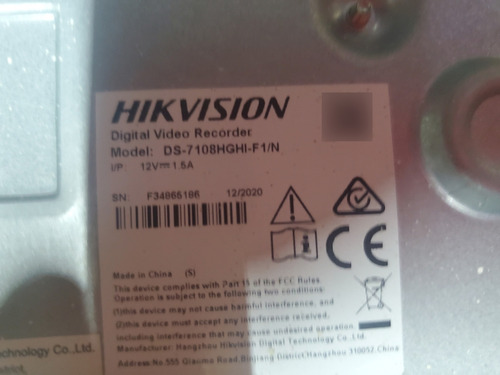 HIKVISION
Digital Video Recorder
Model: DS-7108HGHI-F1/N
I/P: 12V⎓1.5A
SN: F34865186 12/2020
CE
Made in China (S)
This device complies with Part 15 of the FCC Rules.
Operation is subject to the following two conditions:
(1)this device may not cause harmful interference, and
(2)this device must accept any interference received,
including interference that may cause undesired operation.
Manufacturer: Hangzhou Hikvision Digital Technology Co.,Ltd.
Address:No.555 Qianmo Road,Binjiang District,Hangzhou 310052,China
chnology Co.,Ltd.